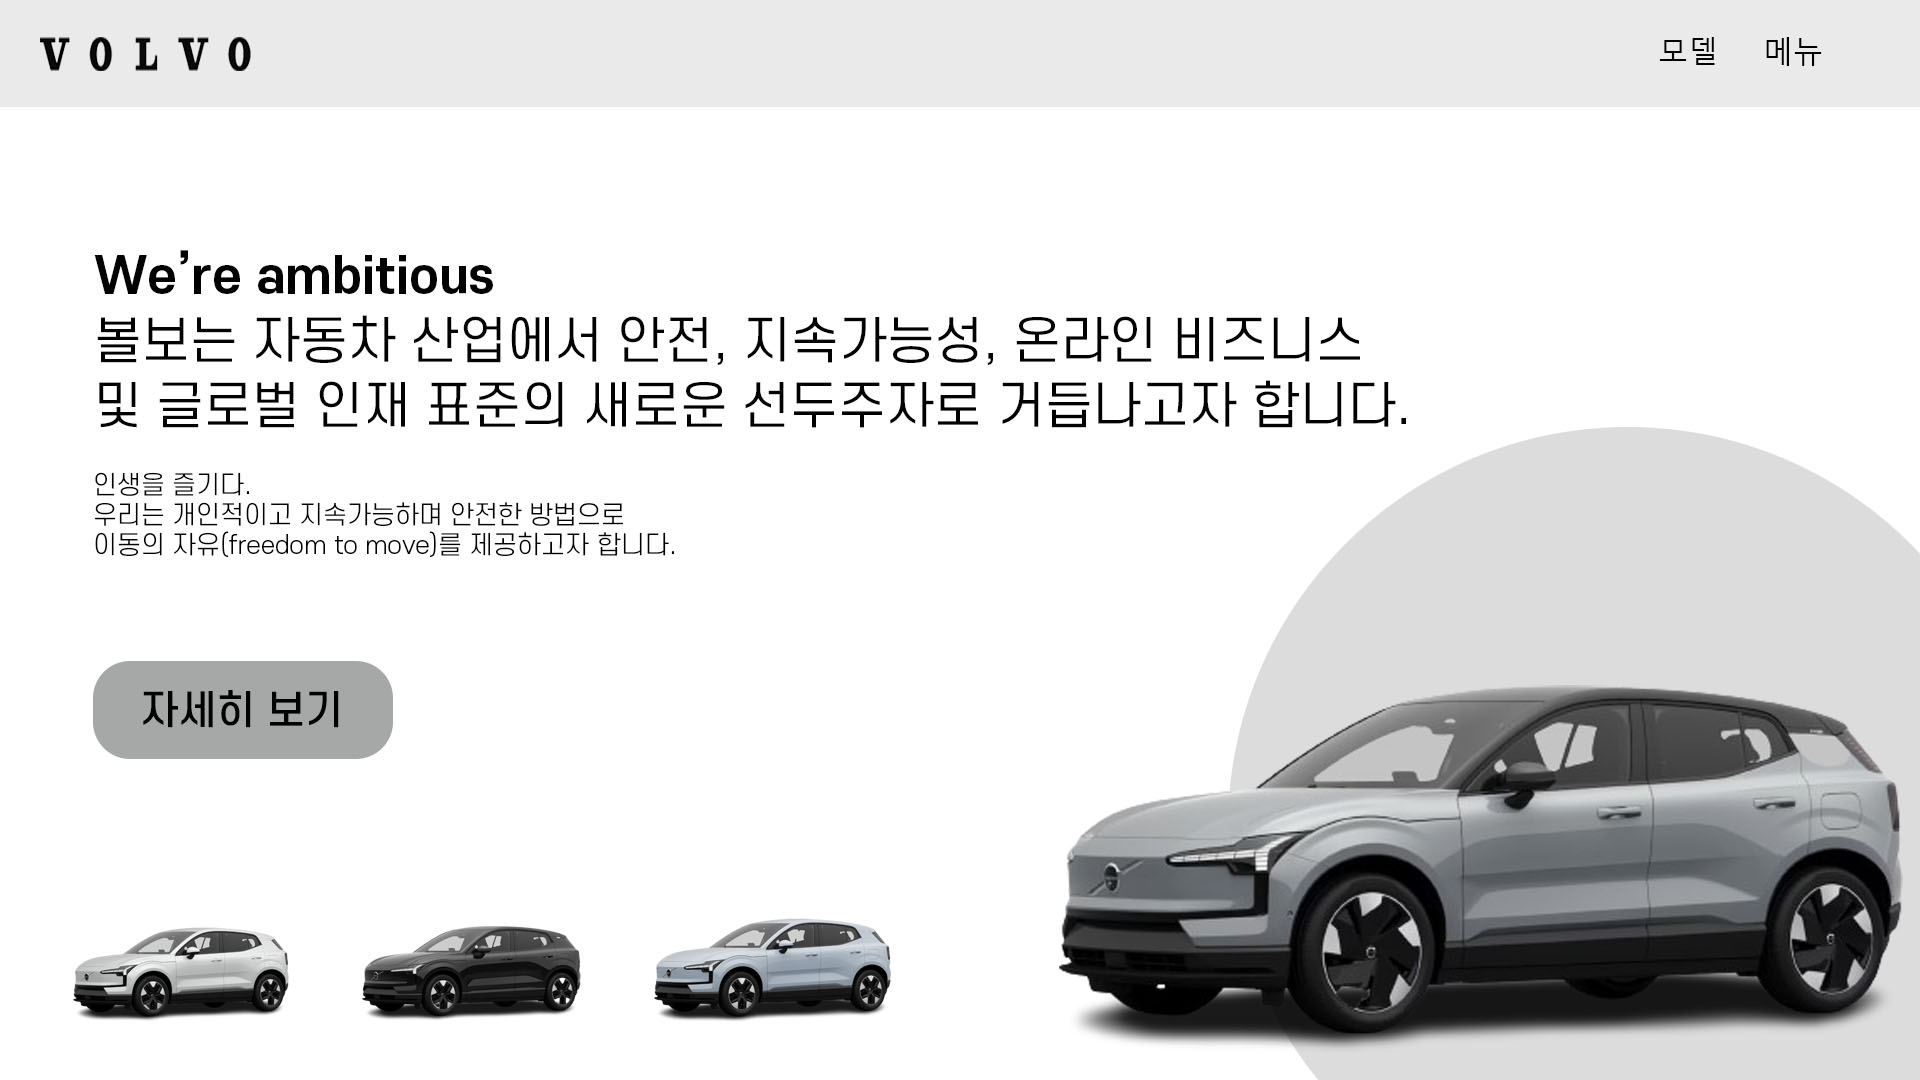 VOLVO
모델 메뉴
We’re ambitious
볼보는 자동차 산업에서 안전, 지속가능성, 온라인 비즈니스
및 글로벌 인재 표준의 새로운 선두주자로 거듭나고자 합니다.
인생을 즐기다.
우리는 개인적이고 지속가능하며 안전한 방법으로
이동의 자유(freedom to move)를 제공하고자 합니다.
자세히 보기